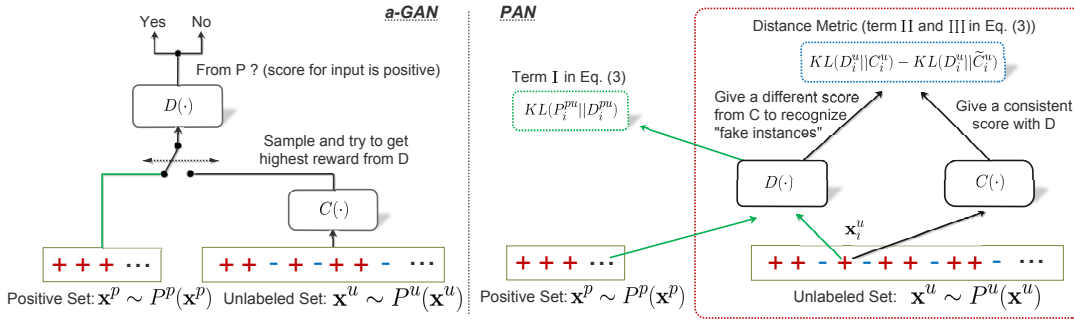 a-GAN
Yes No
From P ? (score for input is positive)
D(·)
Sample and try to get
highest reward from D
C(·)
+ + + ...
+ + - + - + + - ...
Positive Set: x^p ∼ P^p(x^p)
Unlabeled Set: x^u ∼ P^u(x^u)
PAN
Distance Metric (term II and III in Eq. (3))
KL(D_i^u||C_i^u) − KL(D_i^u||C̃_i^u)
Term I in Eq. (3)
KL(P_i^{pu}||D_i^{pu})
Give a different score
from C to recognize
"fake instances"
Give a consistent
score with D
D(·)
C(·)
x_i^u
+ + + ...
+ + - + - + + - + + - ...
Positive Set: x^p ∼ P^p(x^p)
Unlabeled Set: x^u ∼ P^u(x^u)